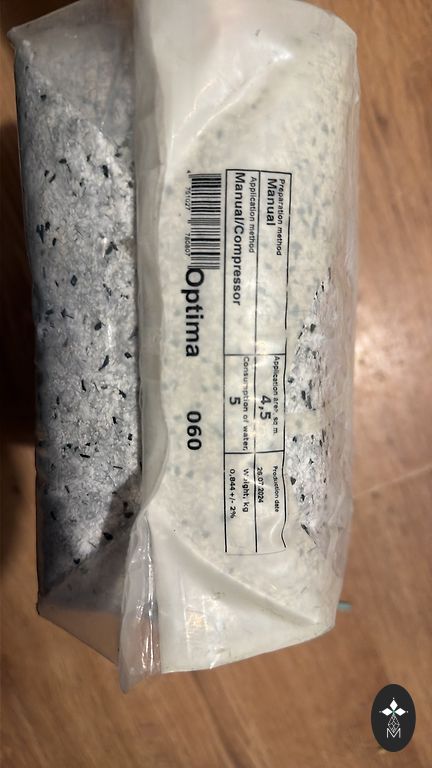 Preparation method
Manual
Application area, sq.m.
4,5
Production date
26.07.2024
Application method
Manual/Compressor
Consumption of water,
5
Weight, kg
0,844 +/- 2%
Optima 060
M